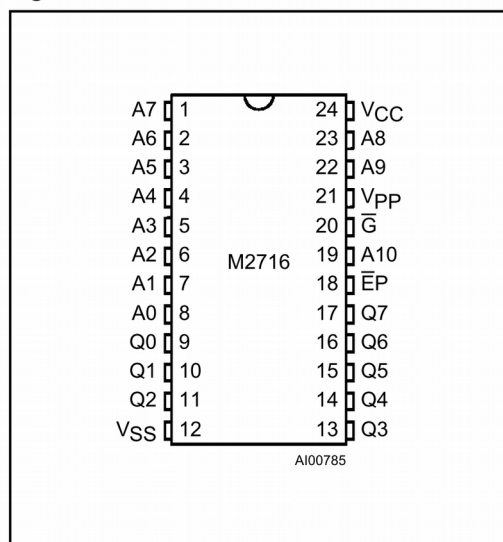 A7 1 24 VCC
A6 2 23 A8
A5 3 22 A9
A4 4 21 VPP
A3 5 20 G̅
A2 6 19 A10
M2716
A1 7 18 E̅P
A0 8 17 Q7
Q0 9 16 Q6
Q1 10 15 Q5
Q2 11 14 Q4
VSS 12 13 Q3
AI00785